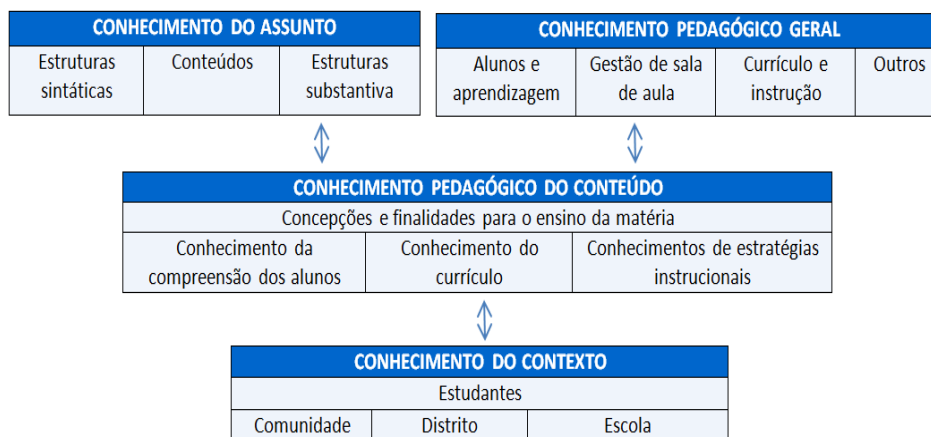 CONHECIMENTO DO ASSUNTO
Estruturas sintáticas
Conteúdos
Estruturas substantiva
CONHECIMENTO PEDAGÓGICO GERAL
Alunos e aprendizagem
Gestão de sala de aula
Currículo e instrução
Outros
CONHECIMENTO PEDAGÓGICO DO CONTEÚDO
Concepções e finalidades para o ensino da matéria
Conhecimento da compreensão dos alunos
Conhecimento do currículo
Conhecimentos de estratégias instrucionais
CONHECIMENTO DO CONTEXTO
Estudantes
Comunidade
Distrito
Escola